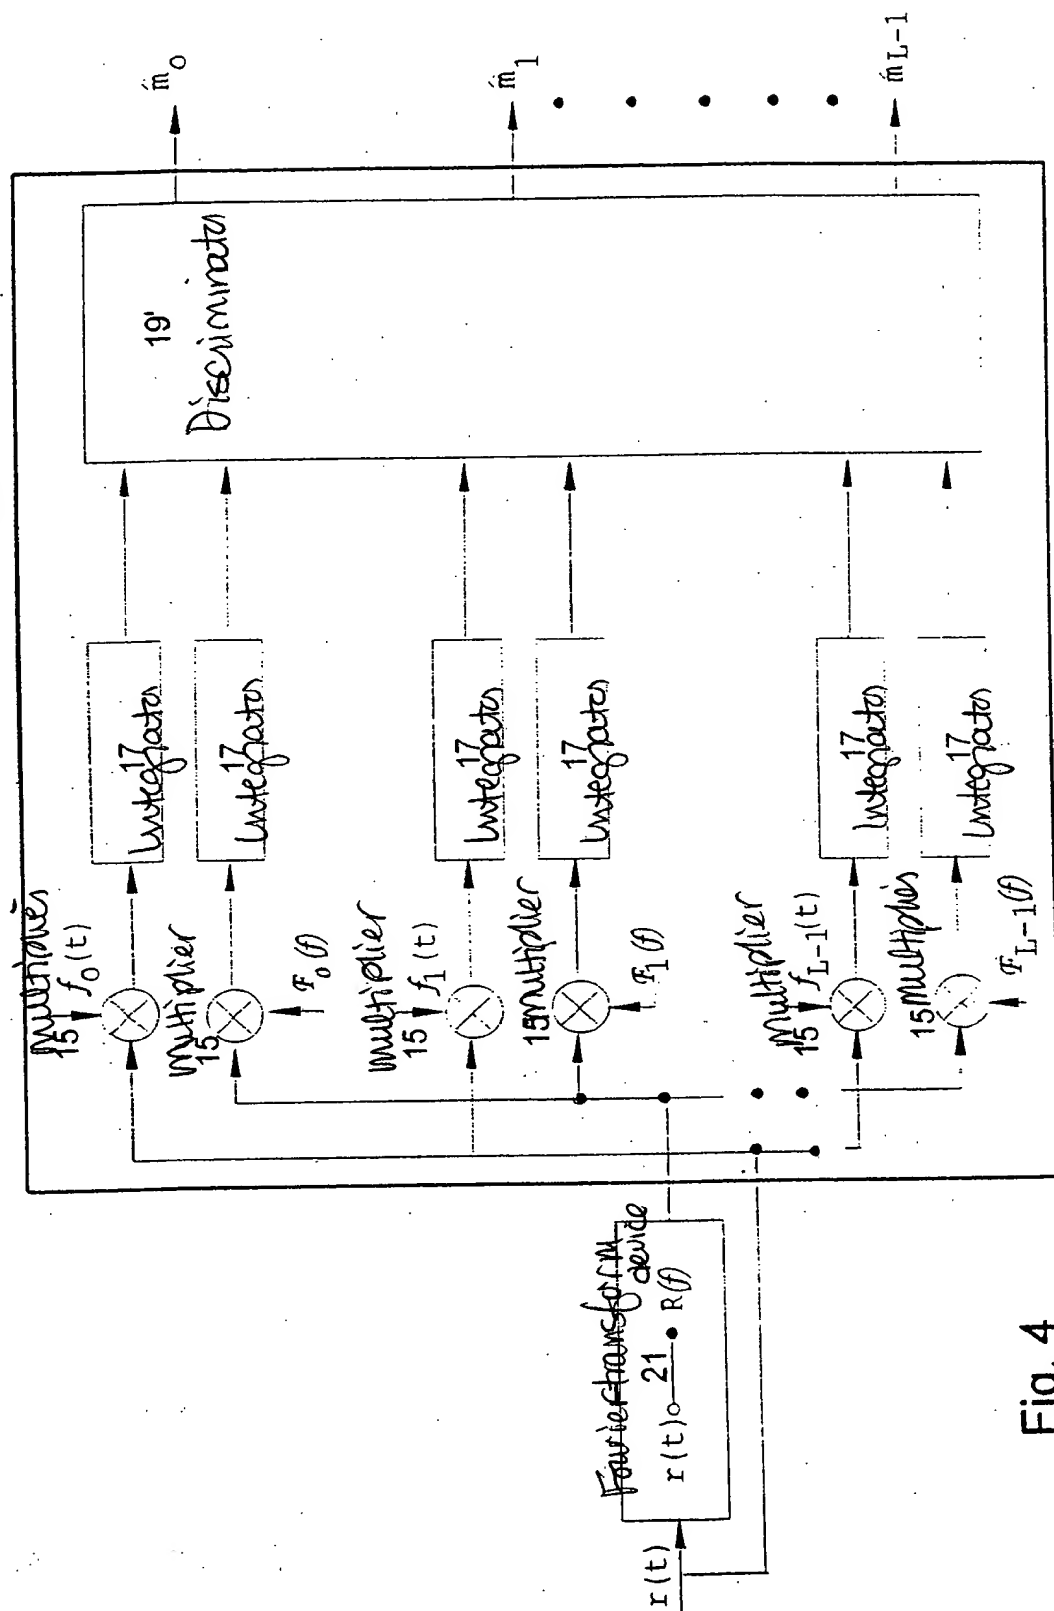 m̂0
m̂1
m̂L-1
19'
Discriminator
17
Integrator
17
Integrator
17
Integrator
17
Integrator
17
Integrator
17
Integrator
multiplier
15
f0(t)
multiplier
15
F0(f)
multiplier
15
f1(t)
15
multiplier
F1(f)
multiplier
15
fL-1(t)
15
multiplier
FL-1(f)
Fouriertransform
device
r(t) 21 R(f)
r(t)
Fig. 4